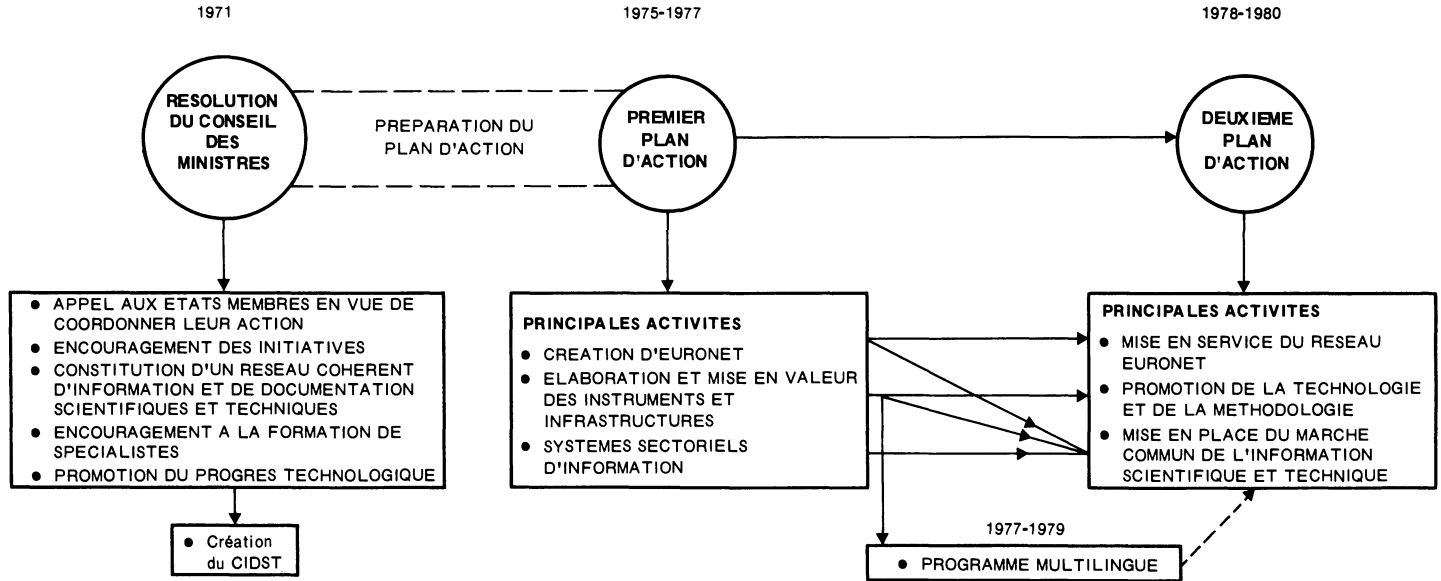 1971
1975-1977
1978-1980
RESOLUTION
DU CONSEIL
DES
MINISTRES
PREPARATION DU
PLAN D'ACTION
PREMIER
PLAN
D'ACTION
DEUXIEME
PLAN
D'ACTION
● APPEL AUX ETATS MEMBRES EN VUE DE
COORDONNER LEUR ACTION
● ENCOURAGEMENT DES INITIATIVES
● CONSTITUTION D'UN RESEAU COHERENT
D'INFORMATION ET DE DOCUMENTATION
SCIENTIFIQUES ET TECHNIQUES
● ENCOURAGEMENT A LA FORMATION DE
SPECIALISTES
● PROMOTION DU PROGRES TECHNOLOGIQUE
● Création
du CIDST
PRINCIPALES ACTIVITES
● CREATION D'EURONET
● ELABORATION ET MISE EN VALEUR
DES INSTRUMENTS ET
INFRASTRUCTURES
● SYSTEMES SECTORIELS
D'INFORMATION
PRINCIPALES ACTIVITES
● MISE EN SERVICE DU RESEAU
EURONET
● PROMOTION DE LA TECHNOLOGIE
ET DE LA METHODOLOGIE
● MISE EN PLACE DU MARCHE
COMMUN DE L'INFORMATION
SCIENTIFIQUE ET TECHNIQUE
1977-1979
● PROGRAMME MULTILINGUE